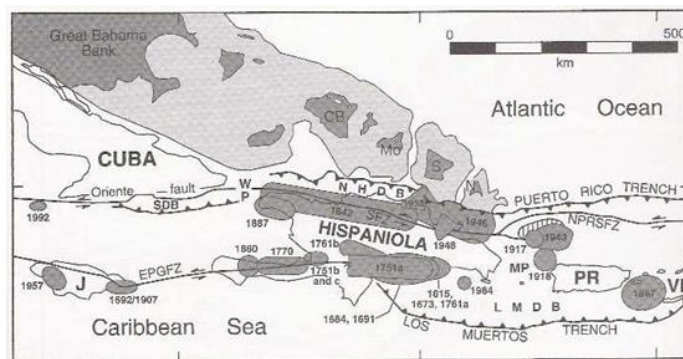 Great Bahama
Bank
0 500
km
CB
Atlantic Ocean
Mo
CUBA
S
Oriente fault
W
P
N H D B
PUERTO RICO TRENCH
SDB
1992
1887
1842
SFZ
1953
1946
NPRSFZ
HISPANIOLA
1948
1917
1943
1860
1770
1761b
1918
EPGFZ
1751b
and c
1751a
MP
PR
VI
1957
J
1692/1907
1615,
1673, 1761a
1984
1867
1684, 1691
L M D B
Caribbean Sea
LOS MUERTOS TRENCH